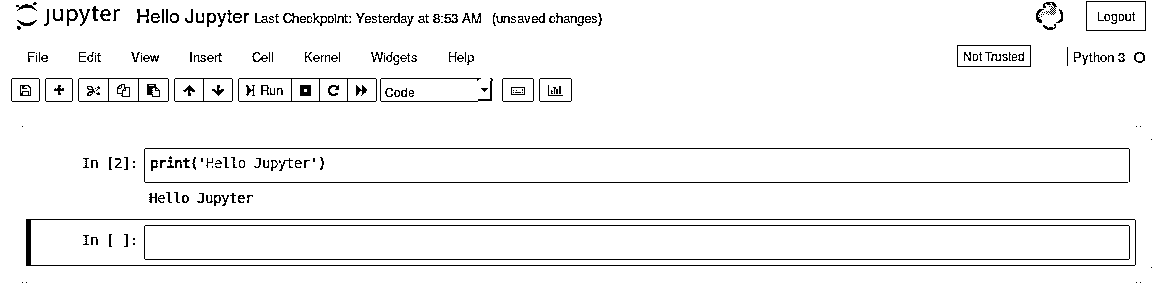 jupyter Hello Jupyter Last Checkpoint: Yesterday at 8:53 AM (unsaved changes) Logout
File Edit View Insert Cell Kernel Widgets Help Not Trusted Python 3
Run Code
In [2]: print('Hello Jupyter')
Hello Jupyter
In [ ]: